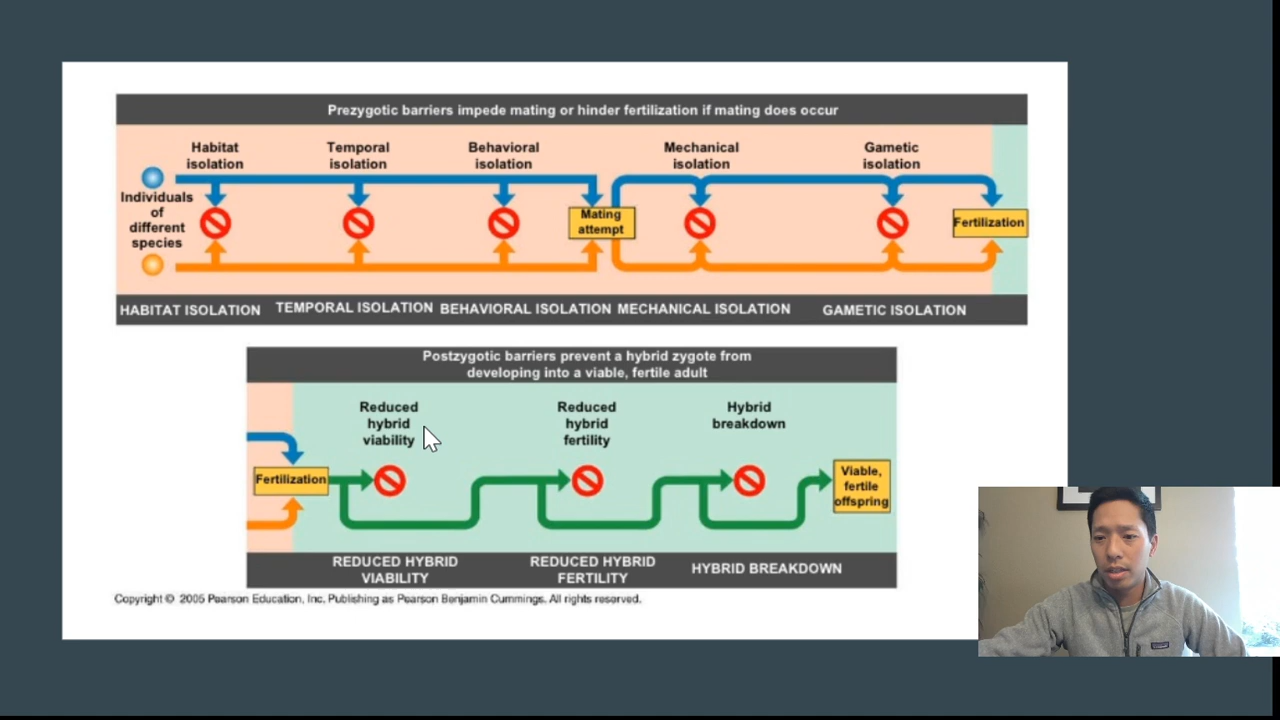 Prezygotic barriers impede mating or hinder fertilization if mating does occur
Habitat
isolation
Temporal
isolation
Behavioral
isolation
Mechanical
isolation
Gametic
isolation
Individuals
of
different
species
Mating
attempt
Fertilization
HABITAT ISOLATION
TEMPORAL ISOLATION
BEHAVIORAL ISOLATION
MECHANICAL ISOLATION
GAMETIC ISOLATION
Postzygotic barriers prevent a hybrid zygote from
developing into a viable, fertile adult
Reduced
hybrid
viability
Reduced
hybrid
fertility
Hybrid
breakdown
Fertilization
Viable,
fertile
offspring
REDUCED HYBRID
VIABILITY
REDUCED HYBRID
FERTILITY
HYBRID BREAKDOWN
Copyright © 2005 Pearson Education, Inc. Publishing as Pearson Benjamin Cummings. All rights reserved.